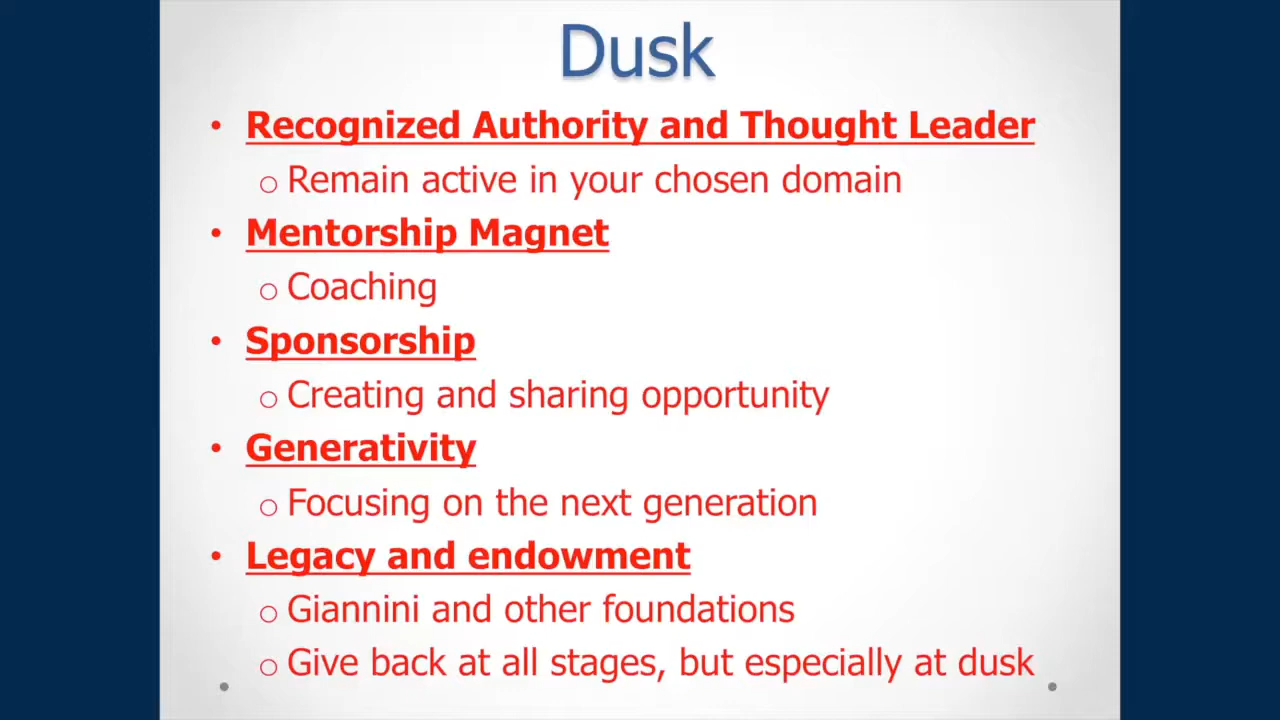 Dusk
• Recognized Authority and Thought Leader
o Remain active in your chosen domain
• Mentorship Magnet
o Coaching
• Sponsorship
o Creating and sharing opportunity
• Generativity
o Focusing on the next generation
• Legacy and endowment
o Giannini and other foundations
o Give back at all stages, but especially at dusk